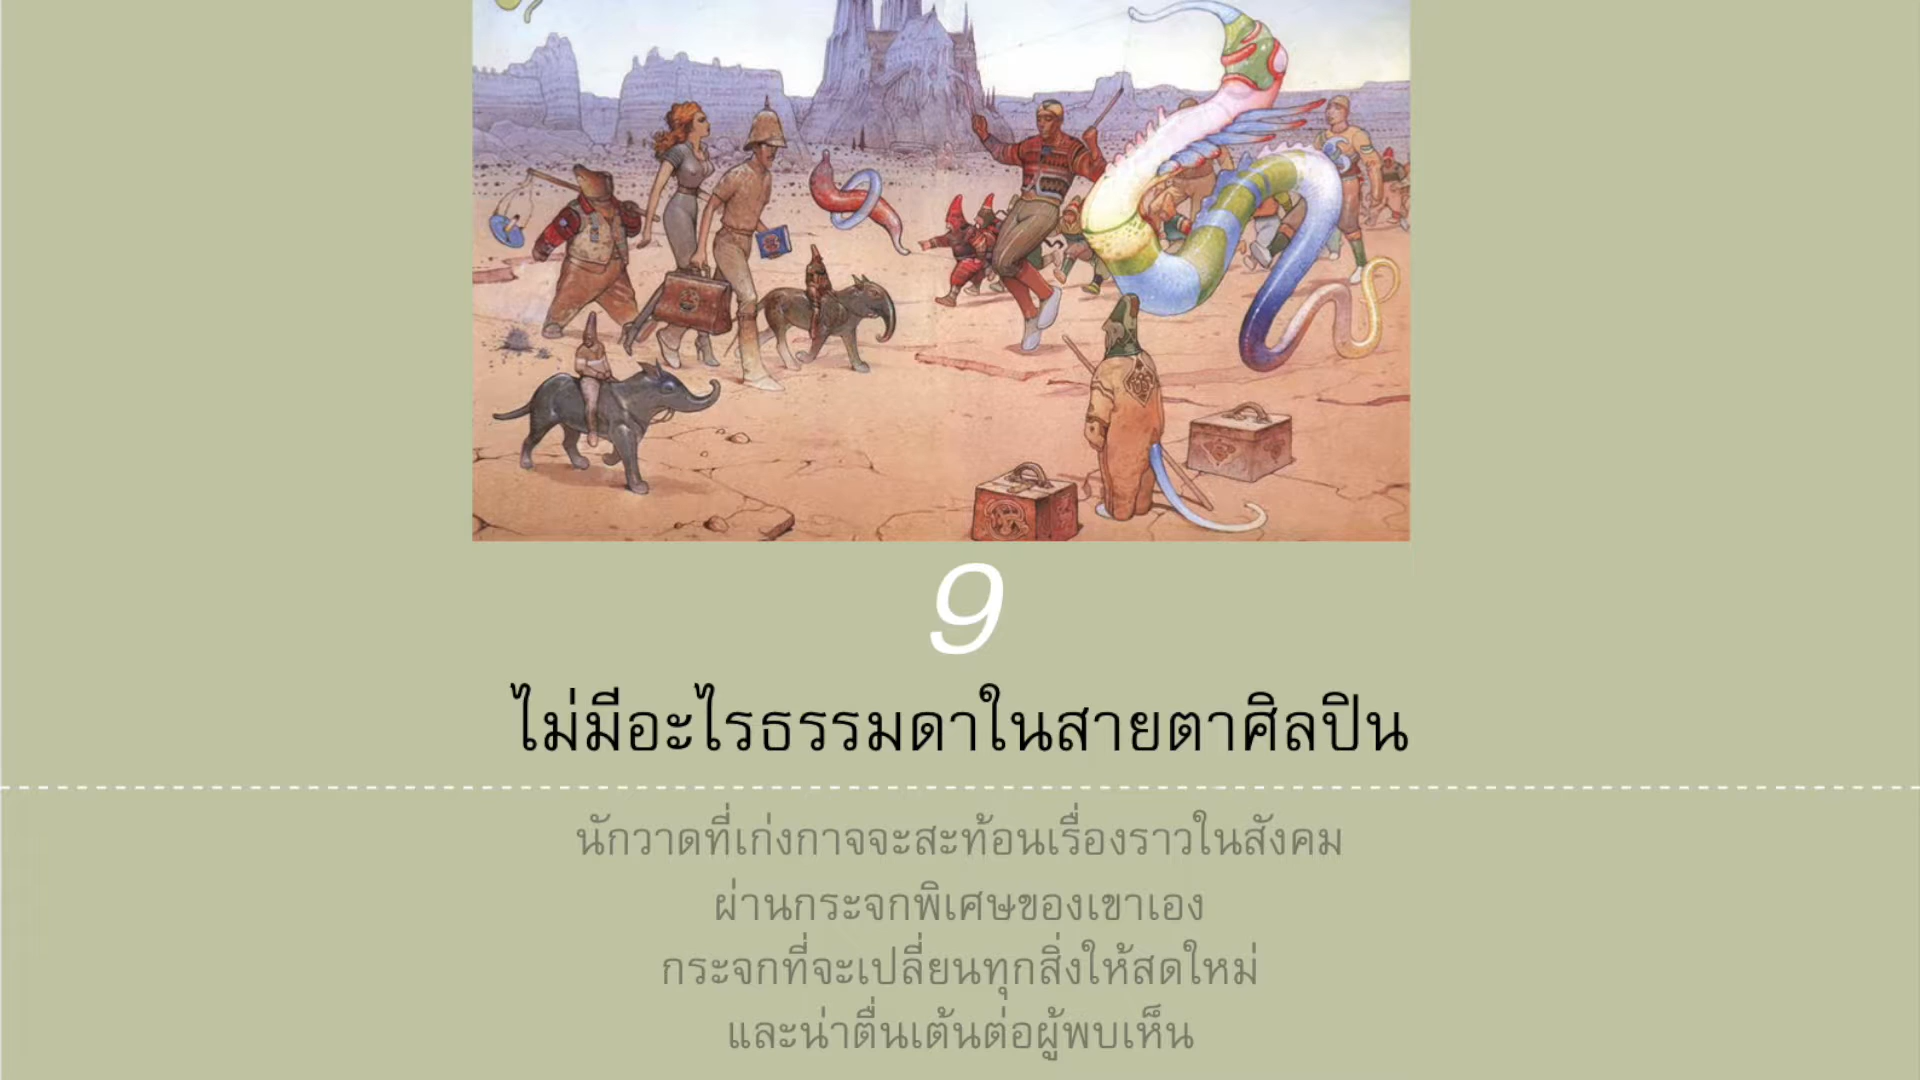 9
ไม่มีอะไรธรรมดาในสายตาศิลปิน
นักวาดที่เก่งกาจจะสะท้อนเรื่องราวในสังคม
ผ่านกระจกพิเศษของเขาเอง
กระจกที่จะเปลี่ยนทุกสิ่งให้สดใหม่
และน่าตื่นเต้นต่อผู้พบเห็น